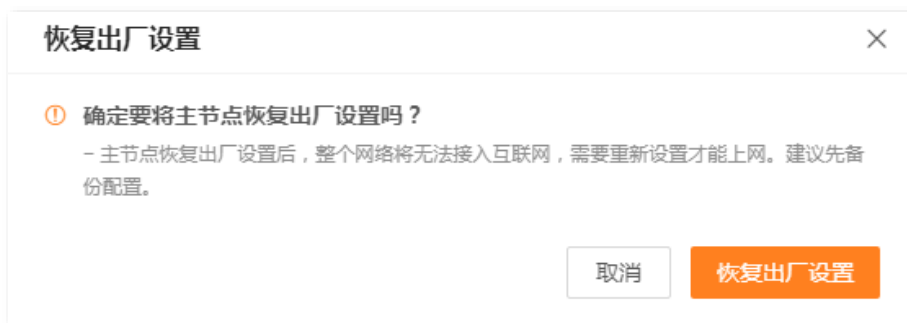 恢复出厂设置
确定要将主节点恢复出厂设置吗？
- 主节点恢复出厂设置后，整个网络将无法接入互联网，需要重新设置才能上网。建议先备
份配置。
取消
恢复出厂设置